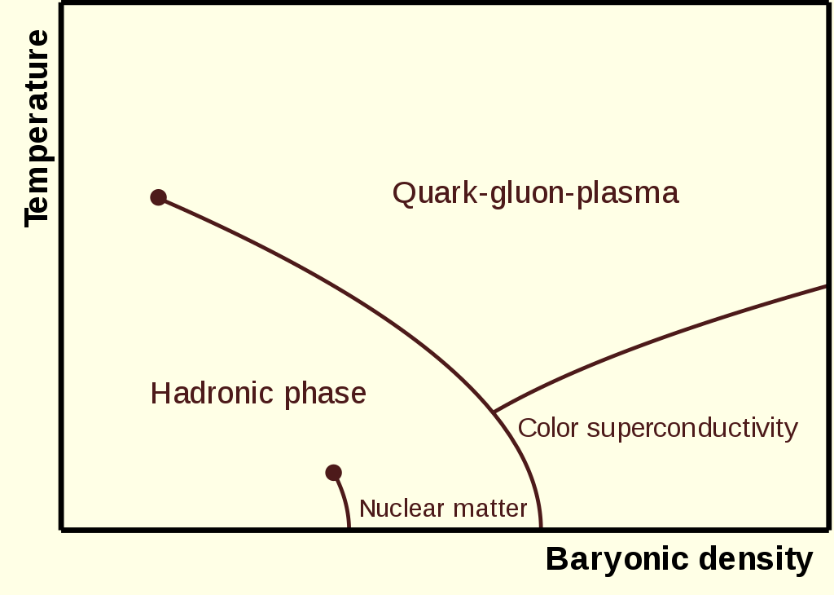 Temperature
Quark-gluon-plasma
Hadronic phase
Color superconductivity
Nuclear matter
Baryonic density